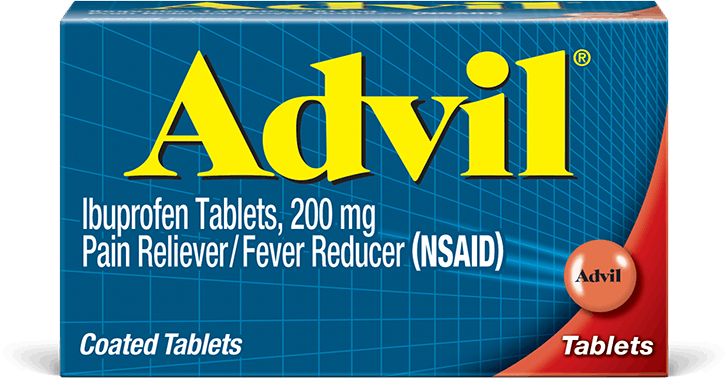 Advil®
Ibuprofen Tablets, 200 mg
Pain Reliever/Fever Reducer (NSAID)
Advil
Coated Tablets
Tablets